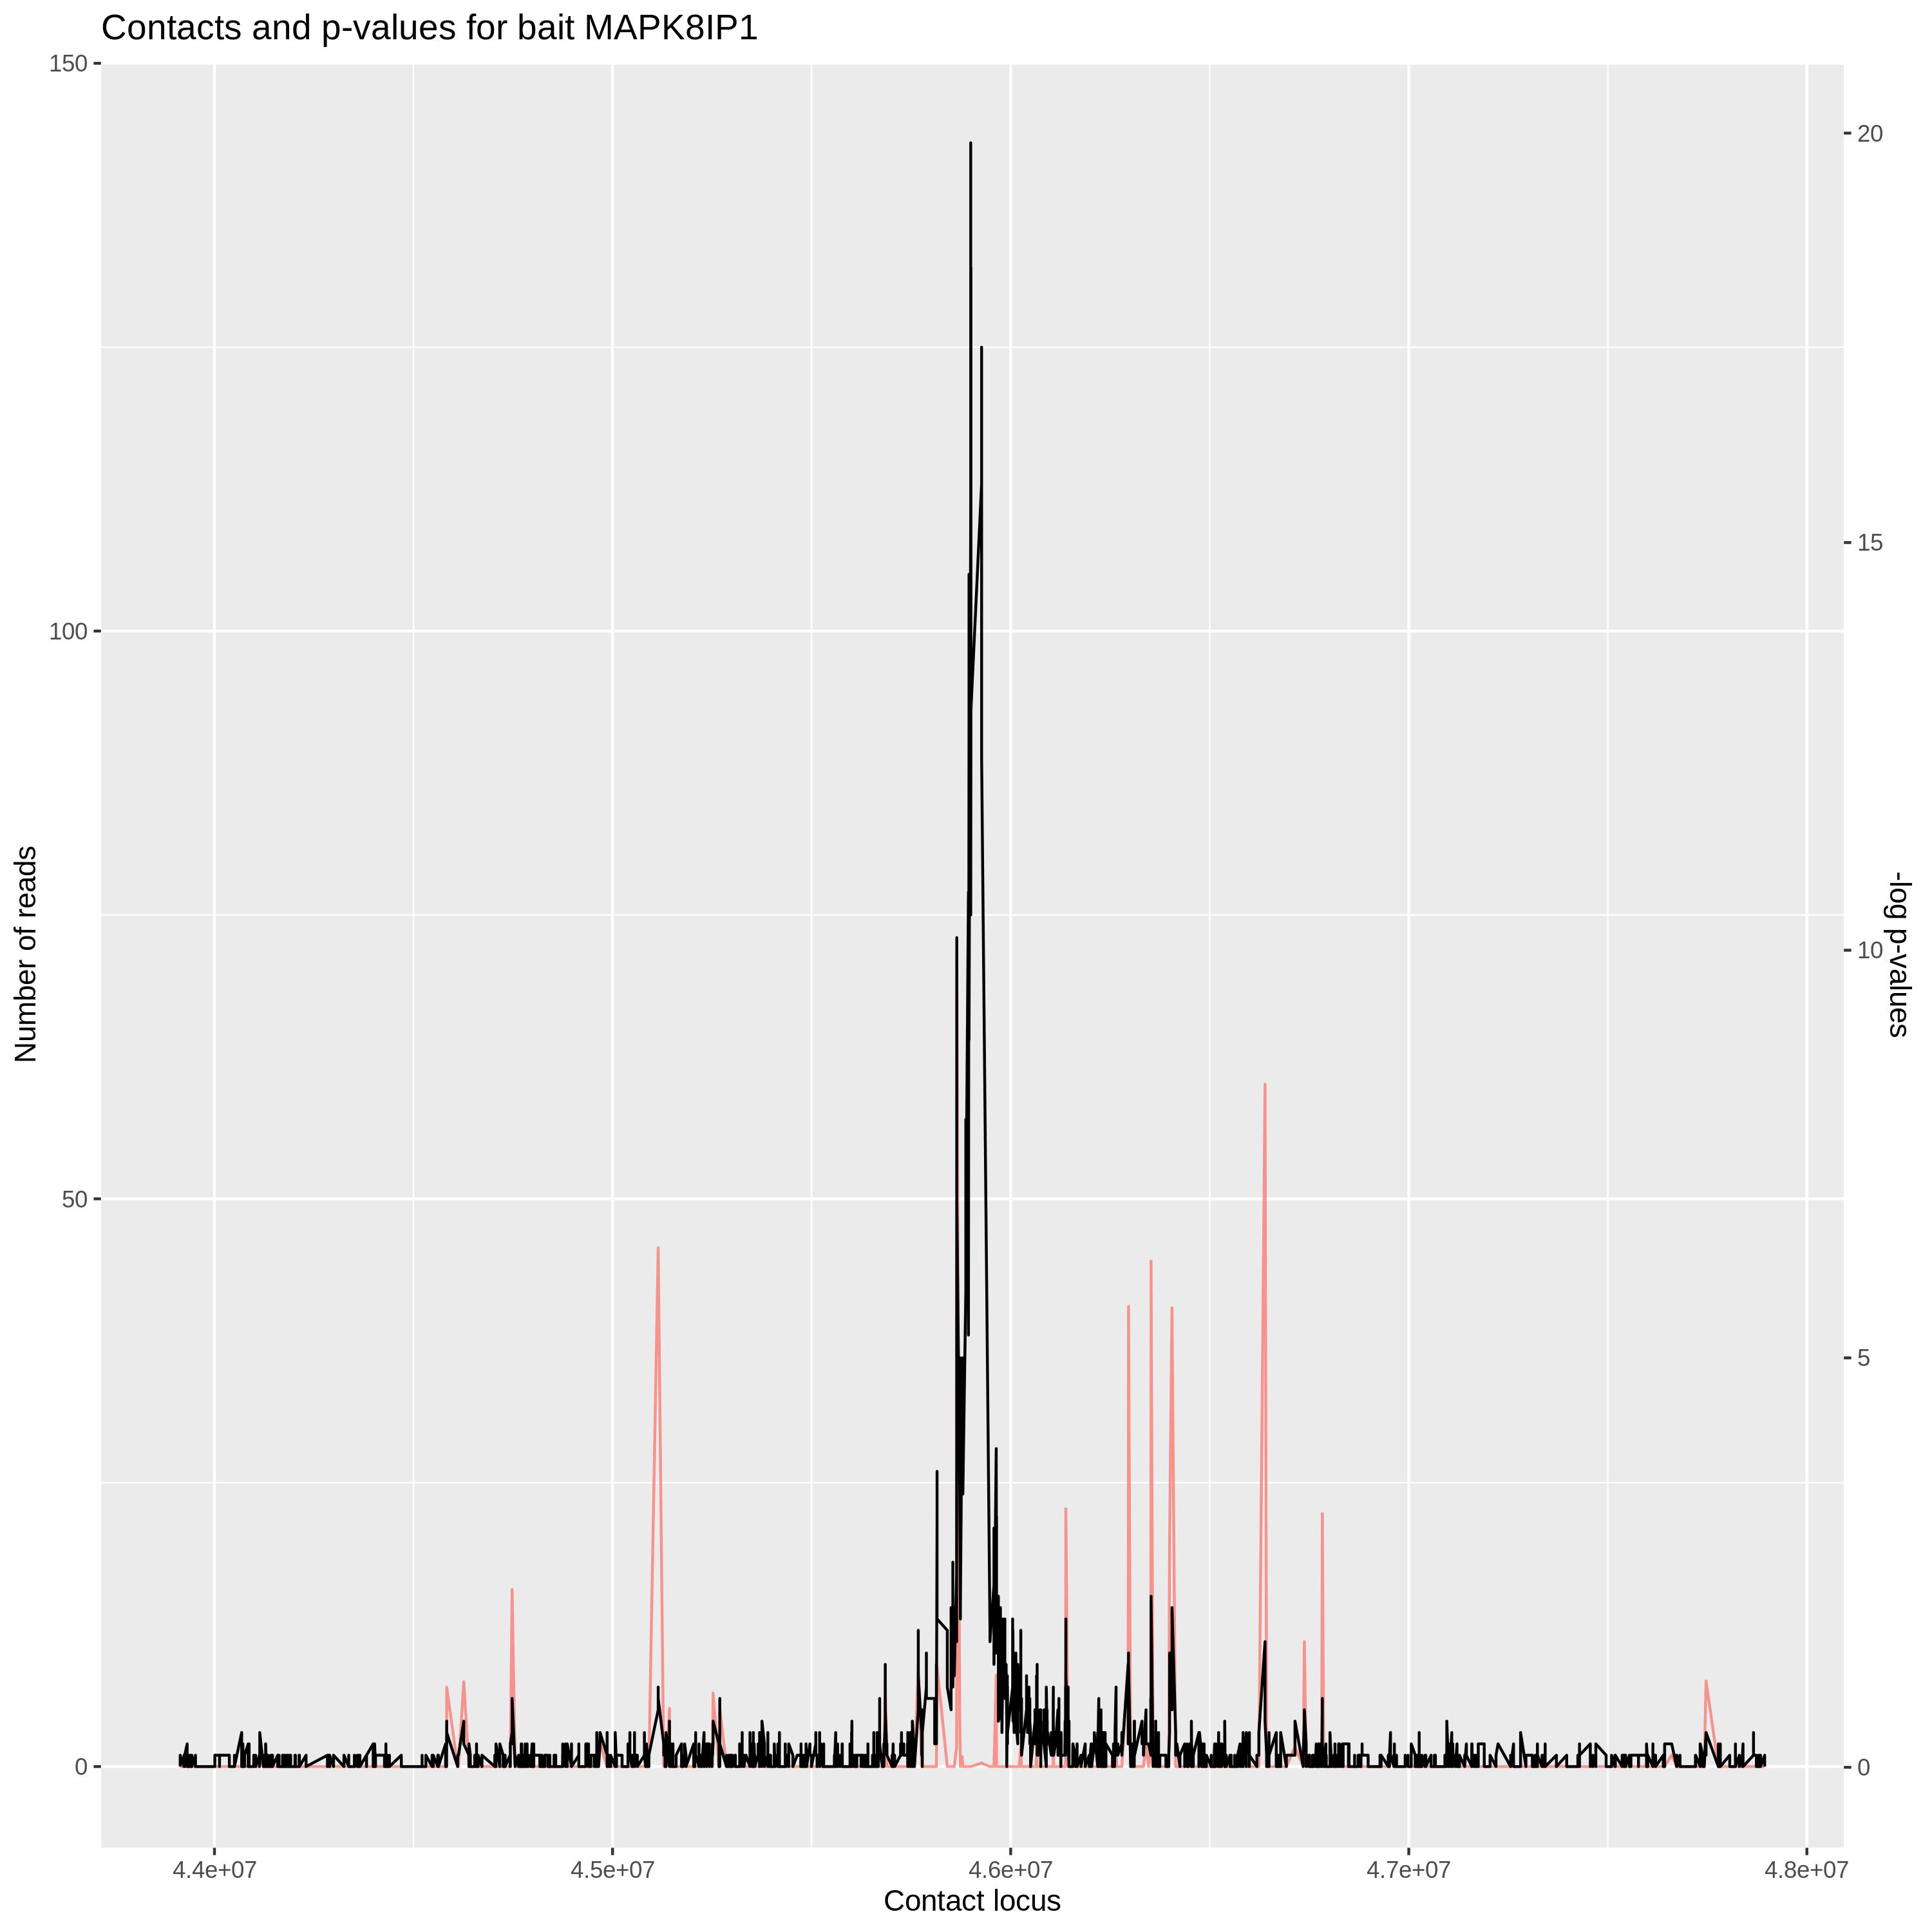 Contacts and p-values for bait MAPK8IP1
150
100
50
0
Number of reads
20
15
10
5
0
-log p-values
4.4e+07
4.5e+07
4.6e+07
4.7e+07
4.8e+07
Contact locus